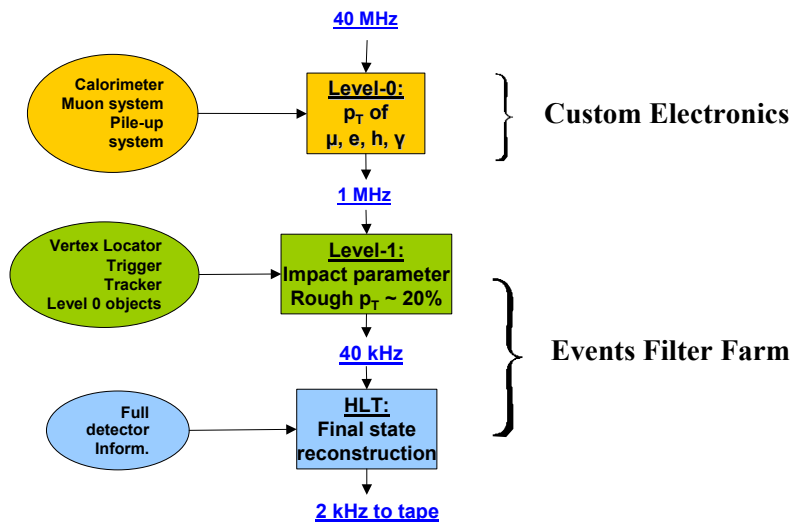 40 MHz
Calorimeter
Muon system
Pile-up
system
Level-0:
pT of
µ, e, h, γ
Custom Electronics
1 MHz
Vertex Locator
Trigger
Tracker
Level 0 objects
Level-1:
Impact parameter
Rough pT ~ 20%
40 kHz
Events Filter Farm
Full
detector
Inform.
HLT:
Final state
reconstruction
2 kHz to tape